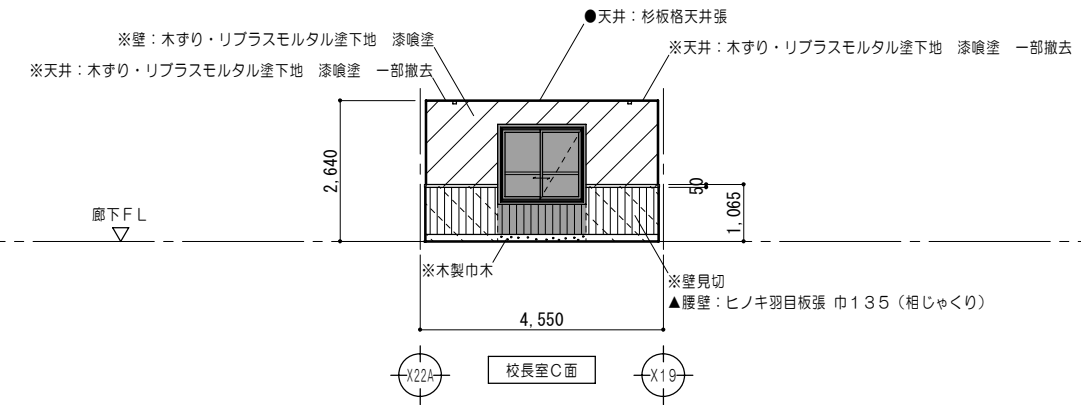 ●天井：杉板格天井張
※壁：木ずり・リブラスモルタル塗下地　漆喰塗
※天井：木ずり・リブラスモルタル塗下地　漆喰塗　一部撤去
※天井：木ずり・リブラスモルタル塗下地　漆喰塗　一部撤去
2,640
50
1,065
廊下ＦＬ
※木製巾木
※壁見切
▲腰壁：ヒノキ羽目板張 巾１３５（相じゃくり）
4,550
X22A
校長室Ｃ面
X19